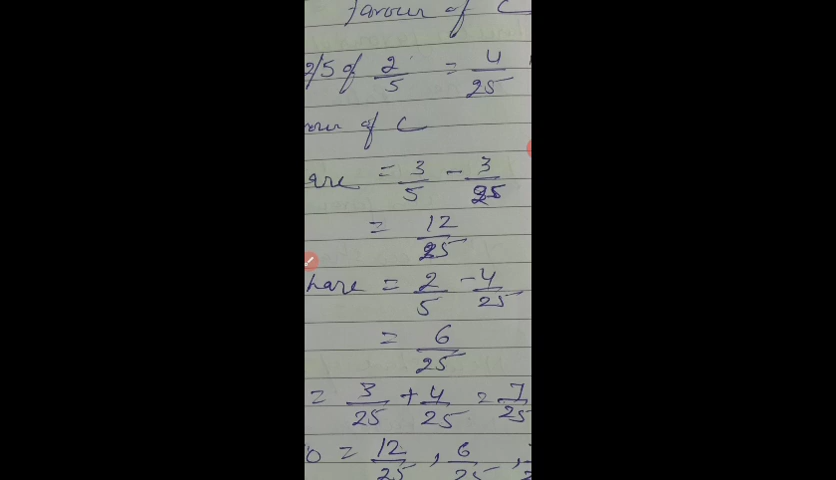 favour of C
2/5 of 2/5 = 4/25
our of C
are = 3/5 - 3/25
= 12/25
hare = 2/5 - 4/25
= 6/25
= 3/25 + 4/25 = 7/25
o = 12/25, 6/25,